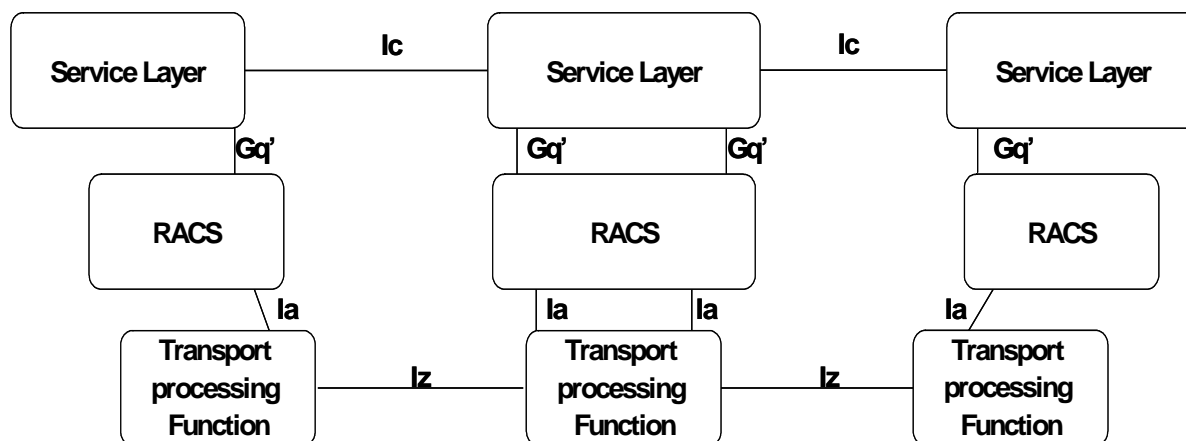 Ic
Ic
Service Layer
Service Layer
Service Layer
Gq’
Gq’
Gq’
Gq’
RACS
RACS
RACS
Ia
Ia
Ia
Ia
Transport
processing
Function
Iz
Transport
processing
Function
Iz
Transport
processing
Function